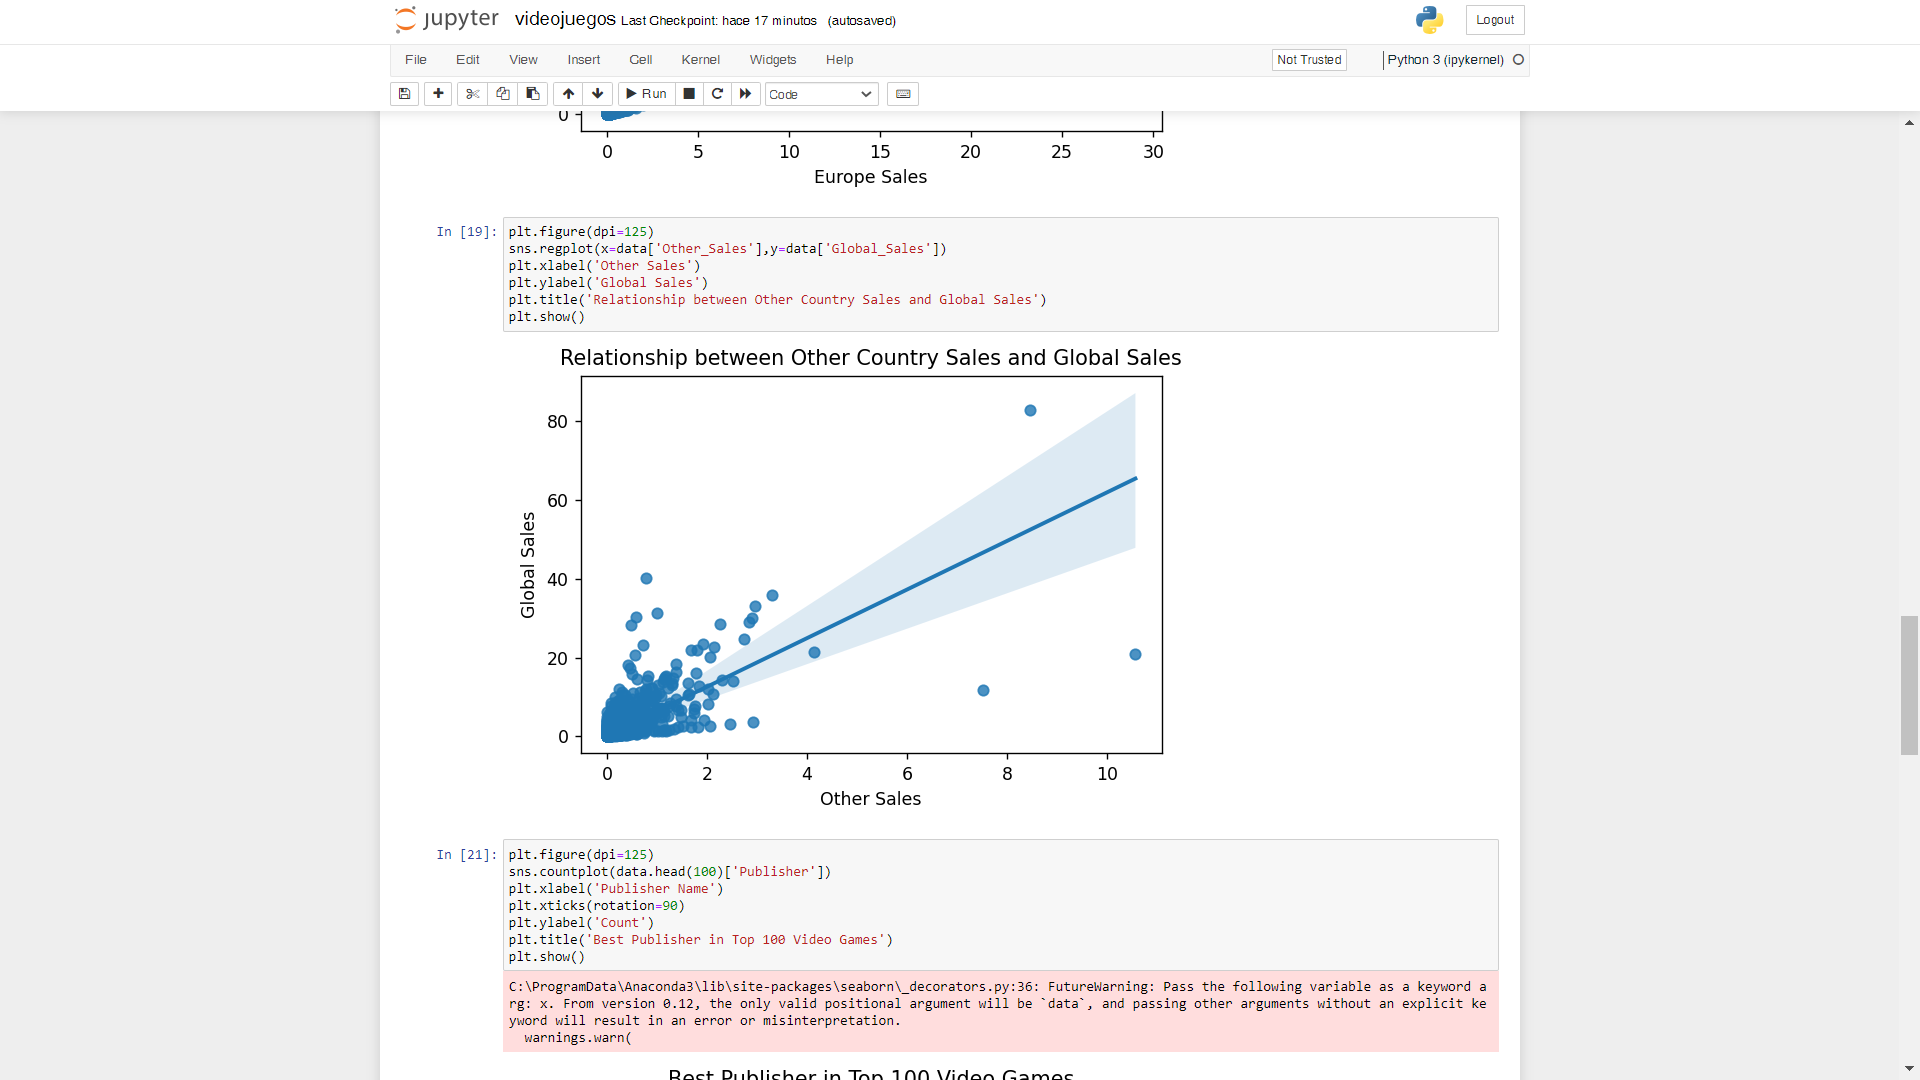 jupyter videojuegos Last Checkpoint: hace 17 minutos (autosaved)
Logout
File Edit View Insert Cell Kernel Widgets Help
Not Trusted
Python 3 (ipykernel)
Run
Code
0
0 5 10 15 20 25 30
Europe Sales
In [19]:
plt.figure(dpi=125)
sns.regplot(x=data['Other_Sales'],y=data['Global_Sales'])
plt.xlabel('Other Sales')
plt.ylabel('Global Sales')
plt.title('Relationship between Other Country Sales and Global Sales')
plt.show()
Relationship between Other Country Sales and Global Sales
80
60
40
20
0
Global Sales
0 2 4 6 8 10
Other Sales
In [21]:
plt.figure(dpi=125)
sns.countplot(data.head(100)['Publisher'])
plt.xlabel('Publisher Name')
plt.xticks(rotation=90)
plt.ylabel('Count')
plt.title('Best Publisher in Top 100 Video Games')
plt.show()
C:\ProgramData\Anaconda3\lib\site-packages\seaborn\_decorators.py:36: FutureWarning: Pass the following variable as a keyword a
rg: x. From version 0.12, the only valid positional argument will be `data`, and passing other arguments without an explicit ke
yword will result in an error or misinterpretation.
warnings.warn(
Best Publisher in Top 100 Video Games